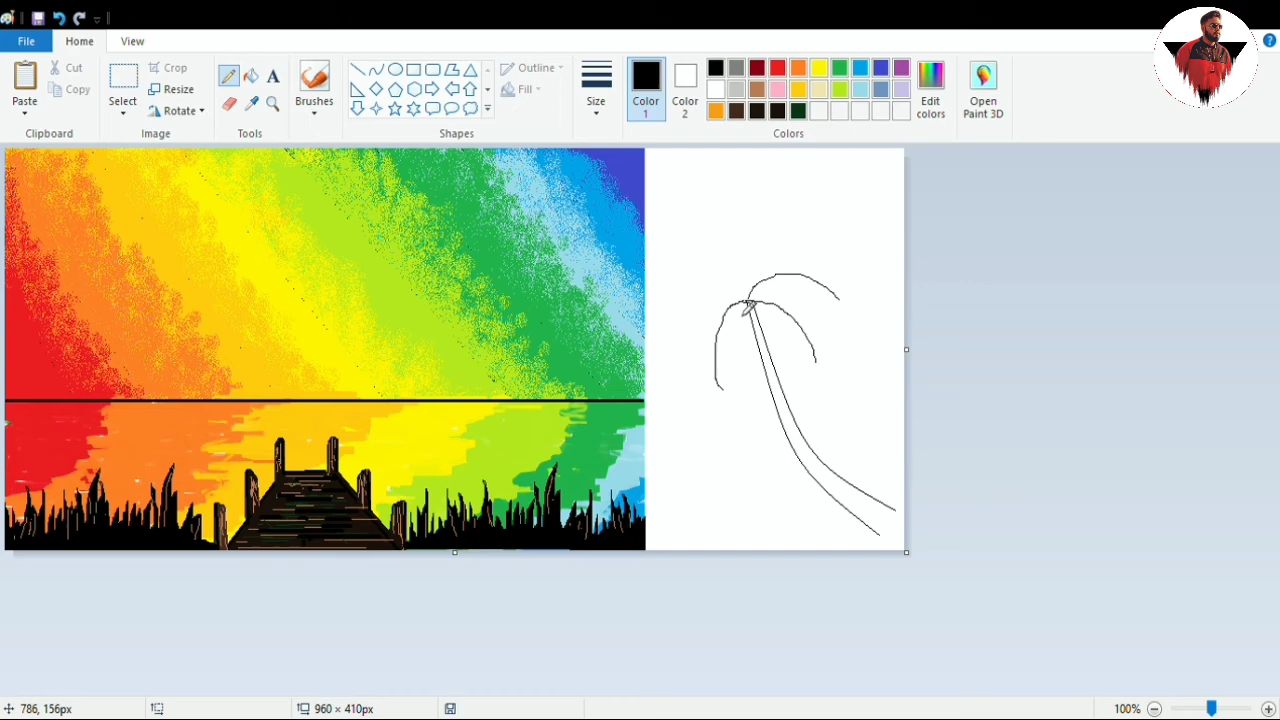 File
Home
View
Cut
Crop
Outline
Copy
Resize
Fill
Paste
Select
Rotate
Brushes
Size
Color 1
Color 2
Edit colors
Open Paint 3D
Clipboard
Image
Tools
Shapes
Colors
786, 156px
960 × 410px
100%